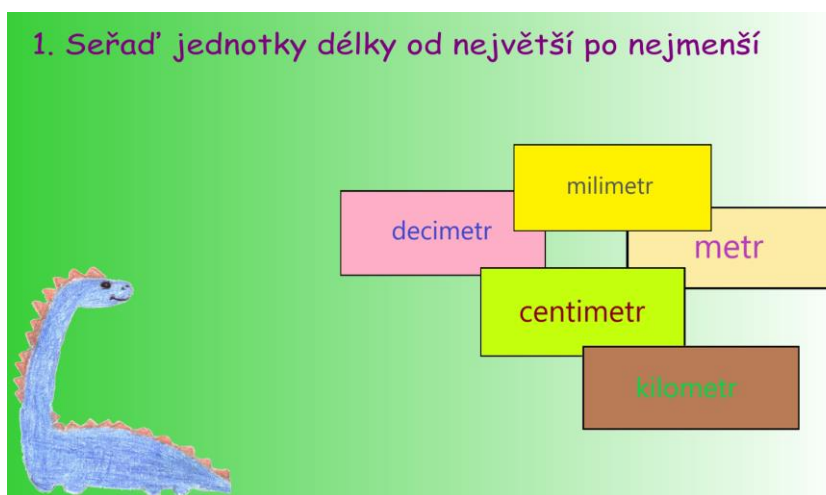 1. Seřaď jednotky délky od největší po nejmenší
milimetr
decimetr
metr
centimetr
kilometr